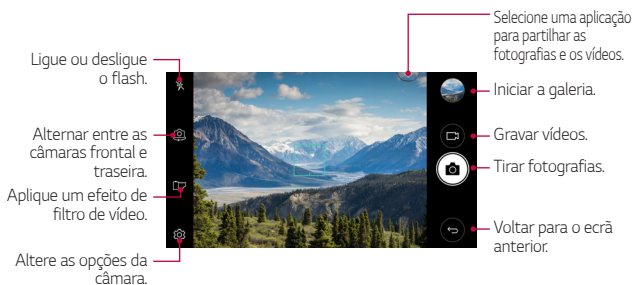 Selecione uma aplicação
para partilhar as
fotografias e os vídeos.
Ligue ou desligue
o flash.
Iniciar a galeria.
Alternar entre as
câmaras frontal e
traseira.
Gravar vídeos.
Tirar fotografias.
Aplique um efeito de
filtro de vídeo.
Voltar para o ecrã
anterior.
Altere as opções da
câmara.